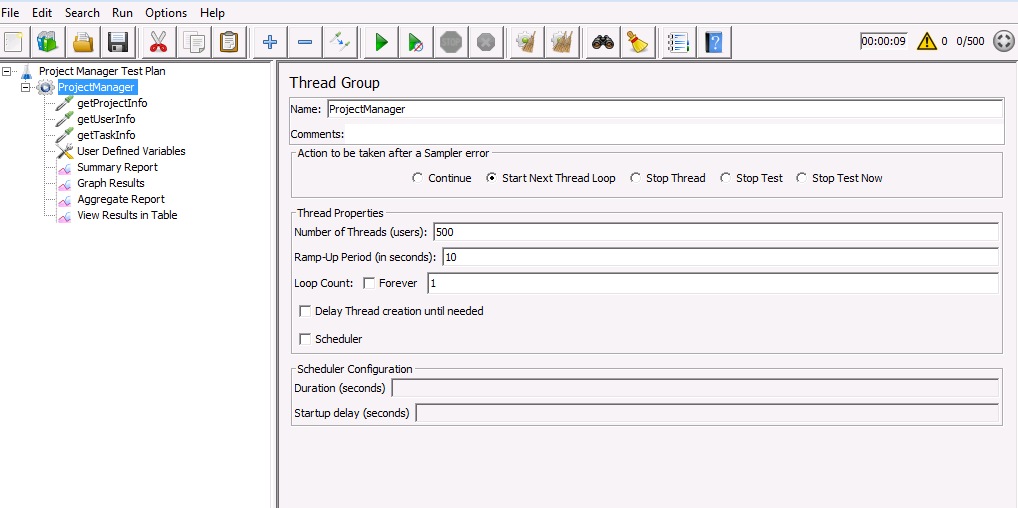 File Edit Search Run Options Help
STOP 00:00:09 0 0/500
Project Manager Test Plan
ProjectManager
getProjectInfo
getUserInfo
getTaskInfo
User Defined Variables
Summary Report
Graph Results
Aggregate Report
View Results in Table
Thread Group
Name: ProjectManager
Comments:
Action to be taken after a Sampler error
Continue Start Next Thread Loop Stop Thread Stop Test Stop Test Now
Thread Properties
Number of Threads (users): 500
Ramp-Up Period (in seconds): 10
Loop Count: Forever 1
Delay Thread creation until needed
Scheduler
Scheduler Configuration
Duration (seconds)
Startup delay (seconds)